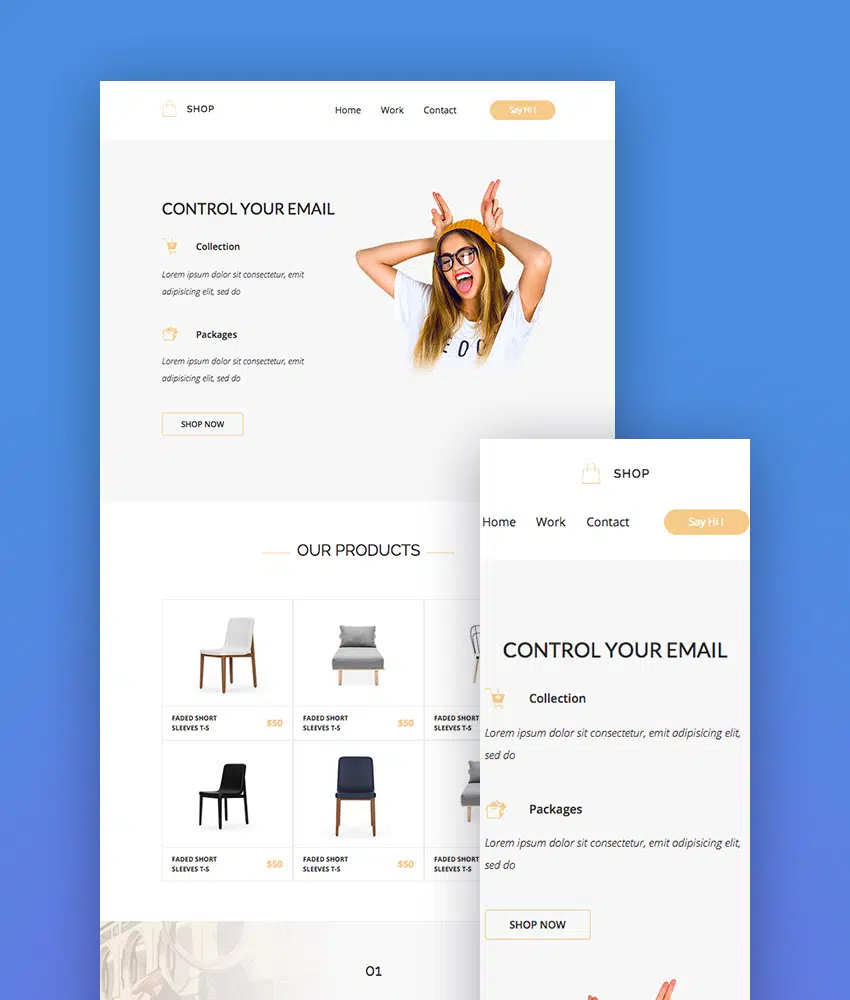 SHOP
Home Work Contact Say Hi !
CONTROL YOUR EMAIL
Collection
Lorem ipsum dolor sit consectetur, emit
adipisicing elit, sed do
Packages
Lorem ipsum dolor sit consectetur, emit
adipisicing elit, sed do
SHOP NOW
OUR PRODUCTS
FADED SHORT
SLEEVES T-S
$50
FADED SHORT
SLEEVES T-S
$50
FADED SHORT
SLEEVES T-S
FADED SHORT
SLEEVES T-S
$50
FADED SHORT
SLEEVES T-S
$50
FADED SHORT
SLEEVES T-S
01
SHOP
Home Work Contact Say Hi !
CONTROL YOUR EMAIL
Collection
Lorem ipsum dolor sit consectetur, emit adipisicing elit,
sed do
Packages
Lorem ipsum dolor sit consectetur, emit adipisicing elit,
sed do
SHOP NOW